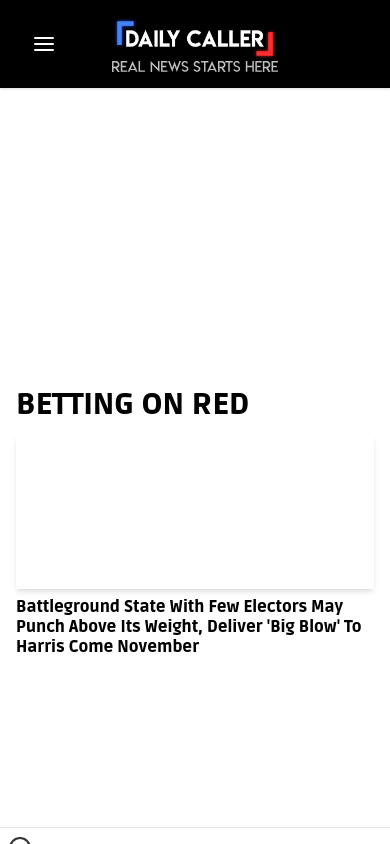 DAILY CALLER
REAL NEWS STARTS HERE
BETTING ON RED
Battleground State With Few Electors May
Punch Above Its Weight, Deliver 'Big Blow' To
Harris Come November